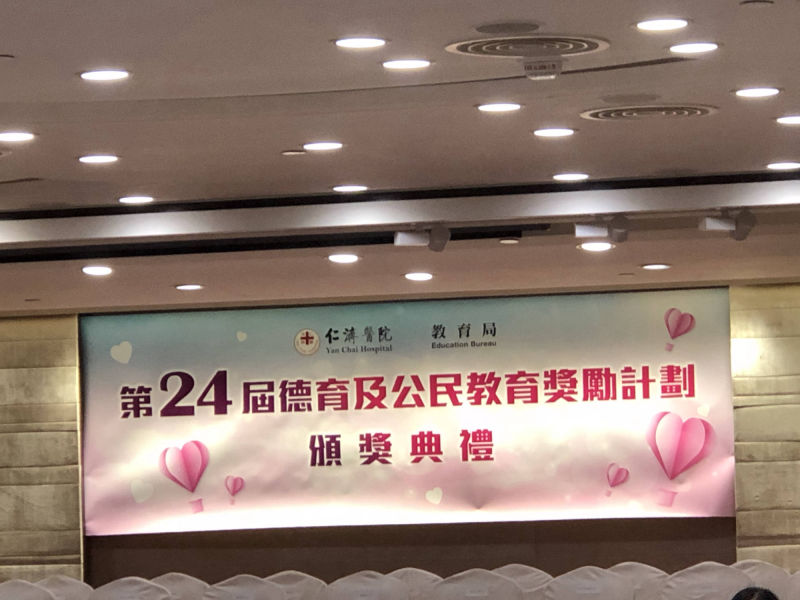 仁濟醫院 教育局
Yan Chai Hospital Education Bureau
第24屆德育及公民教育獎勵計劃
頒獎典禮